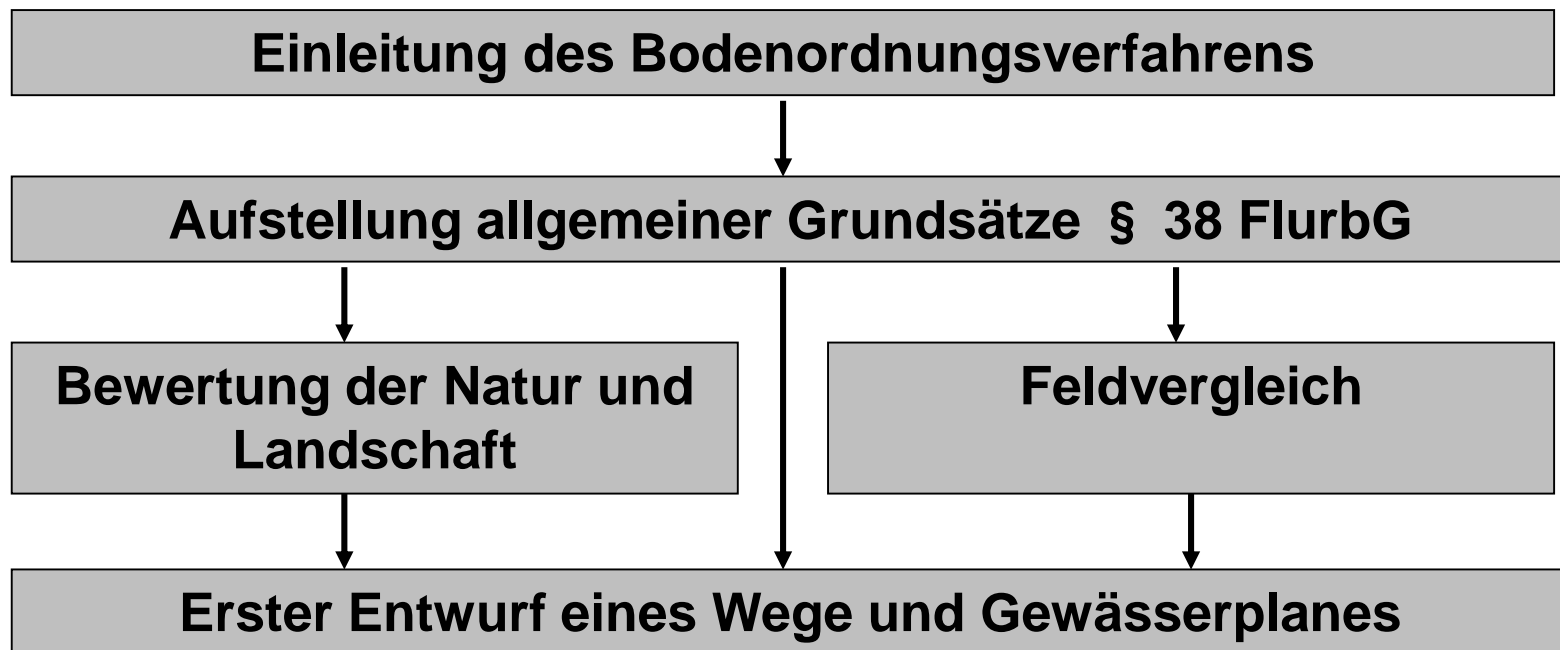 Einleitung des Bodenordnungsverfahrens
Aufstellung allgemeiner Grundsätze § 38 FlurbG
Bewertung der Natur und
Landschaft
Feldvergleich
Erster Entwurf eines Wege und Gewässerplanes